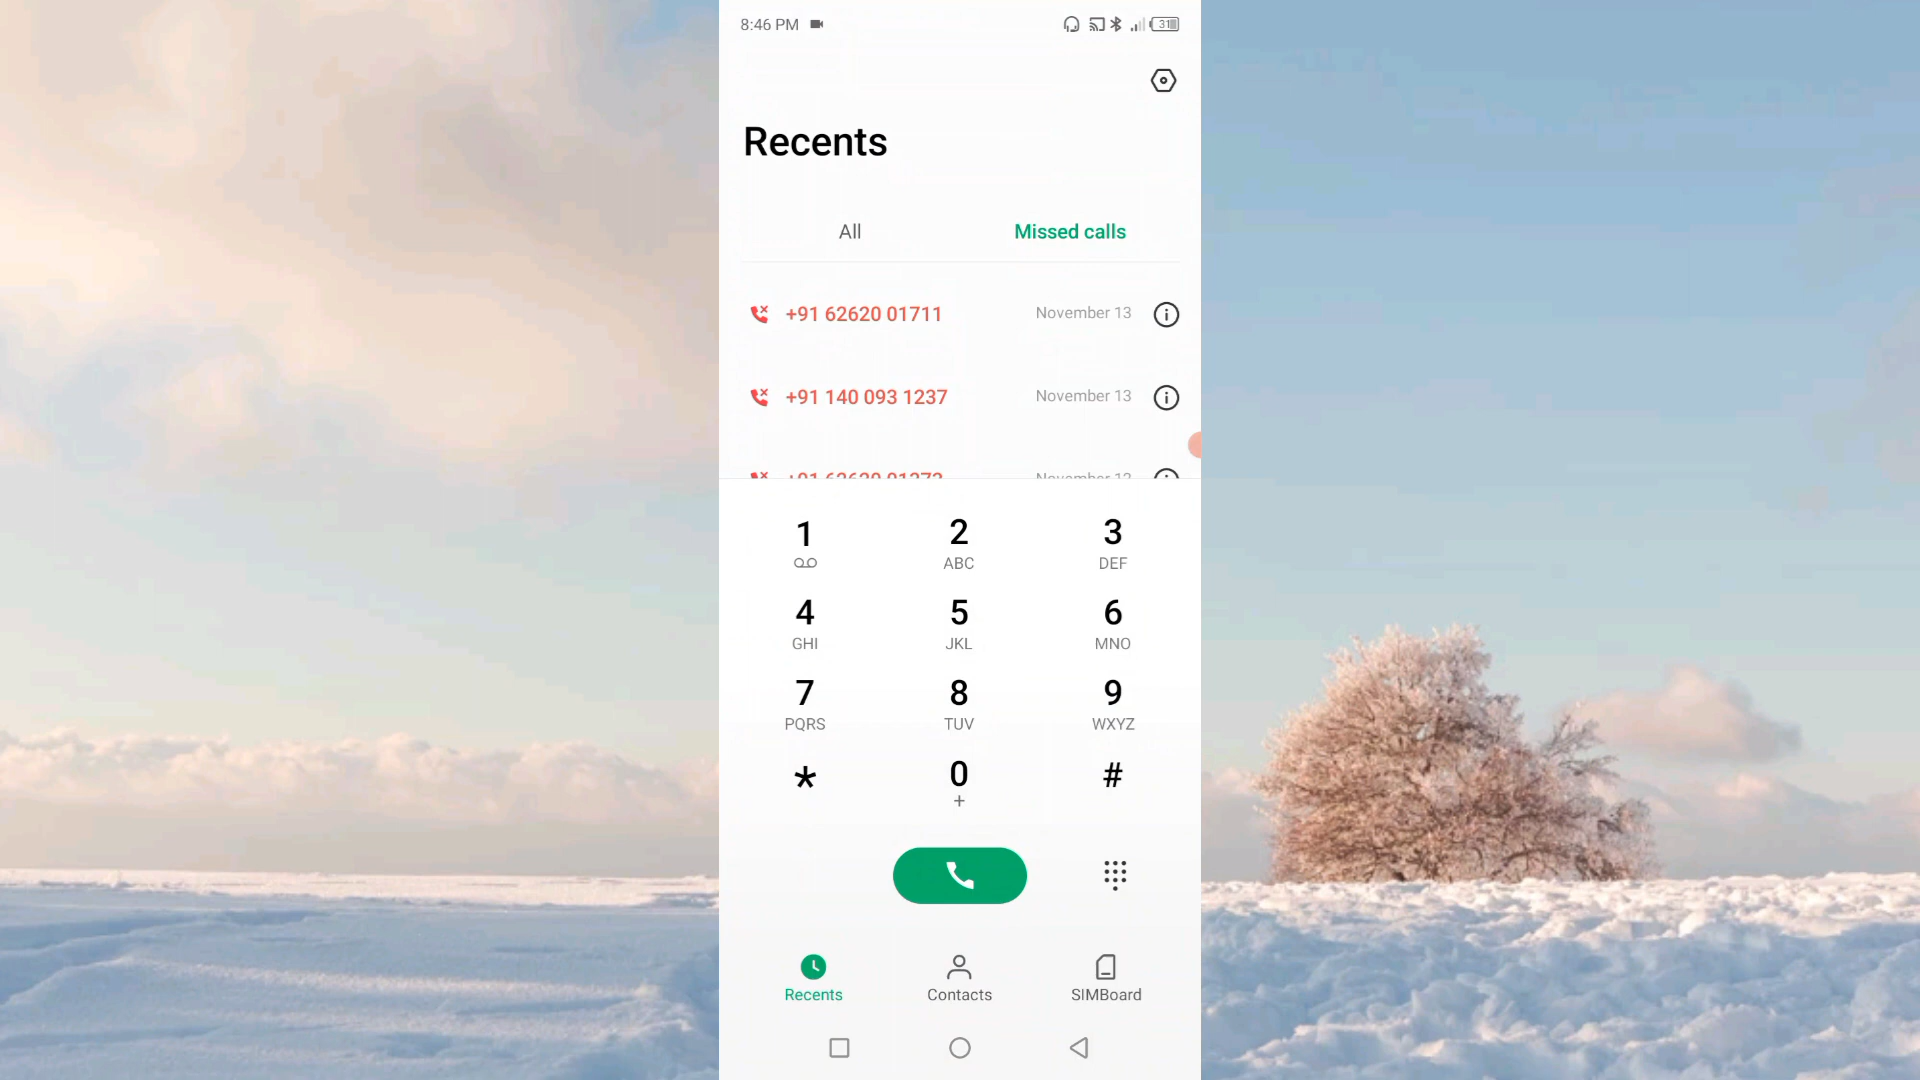 8:46 PM
31
Recents
All Missed calls
+91 62620 01711 November 13
+91 140 093 1237 November 13
1 2 3
ABC DEF
4 5 6
GHI JKL MNO
7 8 9
PQRS TUV WXYZ
* 0 #
+
Recents Contacts SIMBoard